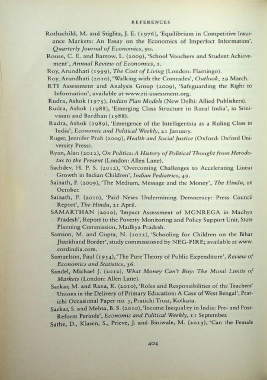 REFERENCES
Rothschild, M. and Stiglitz, J. E. (1976), 'Equilibrium in Competitive Insur-
ance Markets: An Essay on the Economics of Imperfect Information',
Quarterly Journal of Economics, 90.
Rouse, C. E. and Barrow, L. (2009), 'School Vouchers and Student Achieve-
ment', Annual Review of Economics, 1.
Roy, Arundhati (1999), The Cost of Living (London: Flamingo).
Roy, Arundhati (2010), 'Walking with the Comrades', Outlook, 29 March.
RTI Assessment and Analysis Group (2009), 'Safeguarding the Right to
Information', available at www.rti-assessment.org.
Rudra, Ashok (1975), Indian Plan Models (New Delhi: Allied Publishers).
Rudra, Ashok (1988), 'Emerging Class Structure in Rural India', in Srini-
vasan and Bardhan (1988).
Rudra, Ashok (1989), 'Emergence of the Intelligentsia as a Ruling Class in
India', Economic and Political Weekly, 21 January.
Ruger, Jennifer Prah (2009), Health and Social Justice (Oxford: Oxford Uni-
versity Press).
Ryan, Alan (2012), On Politics: A History of Political Thought from Herodo-
tus to the Present (London: Allen Lane).
Sachdev, H. P. S. (2012), 'Overcoming Challenges to Accelerating Linear
Growth in Indian Children', Indian Pediatrics, 49.
Sainath, P. (2009), 'The Medium, Message and the Money', The Hindu, 26
October.
Sainath, P. (2010), 'Paid News Undermining Democracy: Press Council
Report', The Hindu, 21 April.
SAMARTHAN (2010), 'Impact Assessment of MGNREGA in Madhya
Pradesh', Report to the Poverty Monitoring and Policy Support Unit, State
Planning Commission, Madhya Pradesh.
Samson, M. and Gupta, N. (2012), 'Schooling for Children on the Bihar
Jharkhand Border', study commissioned by NEG-FIRE; available at www.
cordindia.com.
Samuelson, Paul (1954), 'The Pure Theory of Public Expenditure', Review of
Economics and Statistics, 36.
Sandel, Michael J. (2012), What Money Can't Buy: The Moral Limits of
Markets (London: Allen Lane).
Sarkar, M. and Rana, K. (2010), 'Roles and Responsibilities of the Teachers'
Unions in the Delivery of Primary Education: A Case of West Bengal', Prat-
ichi Occasional Paper no. 3, Pratichi Trust, Kolkata.
Sarkar, S. and Mehta, B. S. (2010), 'Income Inequality in India: Pre- and Post-
Reform Periods', Economic and Political Weekly, 11 September.
Sathe, D., Klasen, S., Prieve, J. and Biniwale, M. (2013), 'Can the Female
404